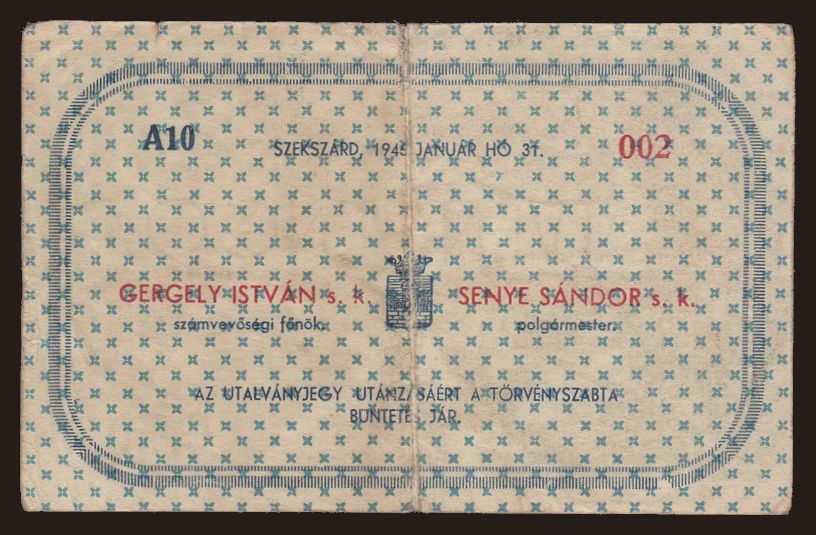 A10
SZEKSZÁRD, 1945 JANUÁR HÓ 31.
002
GERGELY ISTVÁN s. k.
SENYE SÁNDOR s. k.
számvevőségi főnök.
polgármester.
AZ UTALVÁNYJEGY UTÁNZÁSÁÉRT A TÖRVÉNYSZABTA
BÜNTETÉS JÁR.